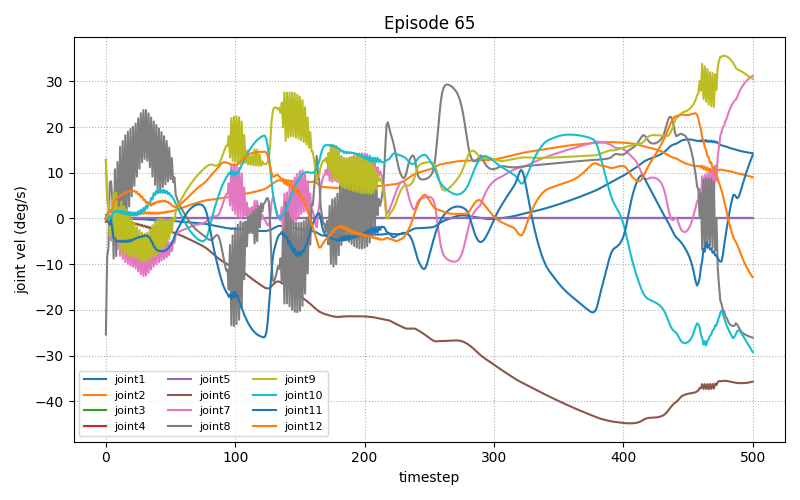 Episode 65
joint vel (deg/s)
30
20
10
0
−10
−20
−30
−40
joint1
joint2
joint3
joint4
joint5
joint6
joint7
joint8
joint9
joint10
joint11
joint12
0
100
200
300
400
500
timestep